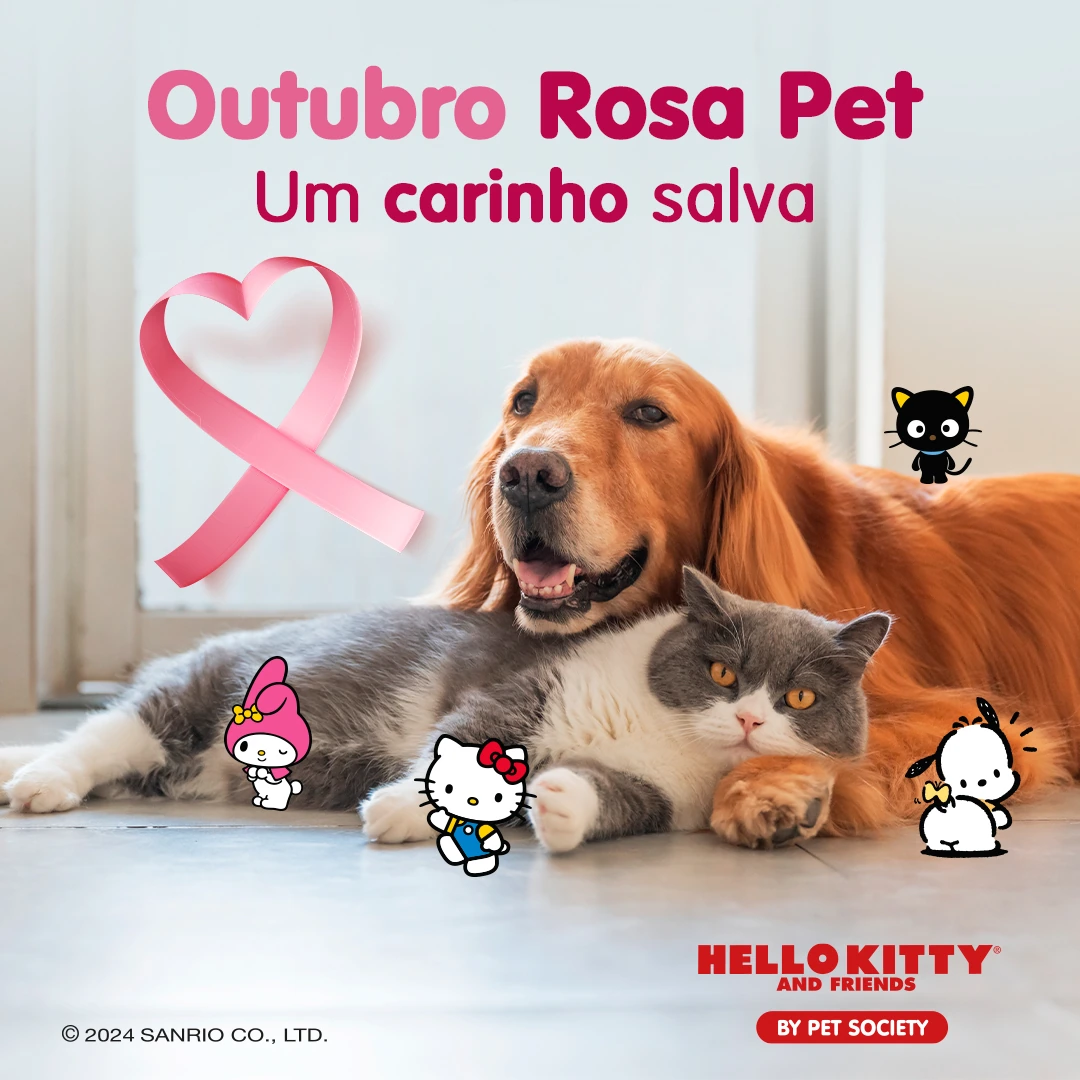 Outubro Rosa Pet
Um carinho salva
HELLO KITTY®
AND FRIENDS
BY PET SOCIETY
© 2024 SANRIO CO., LTD.